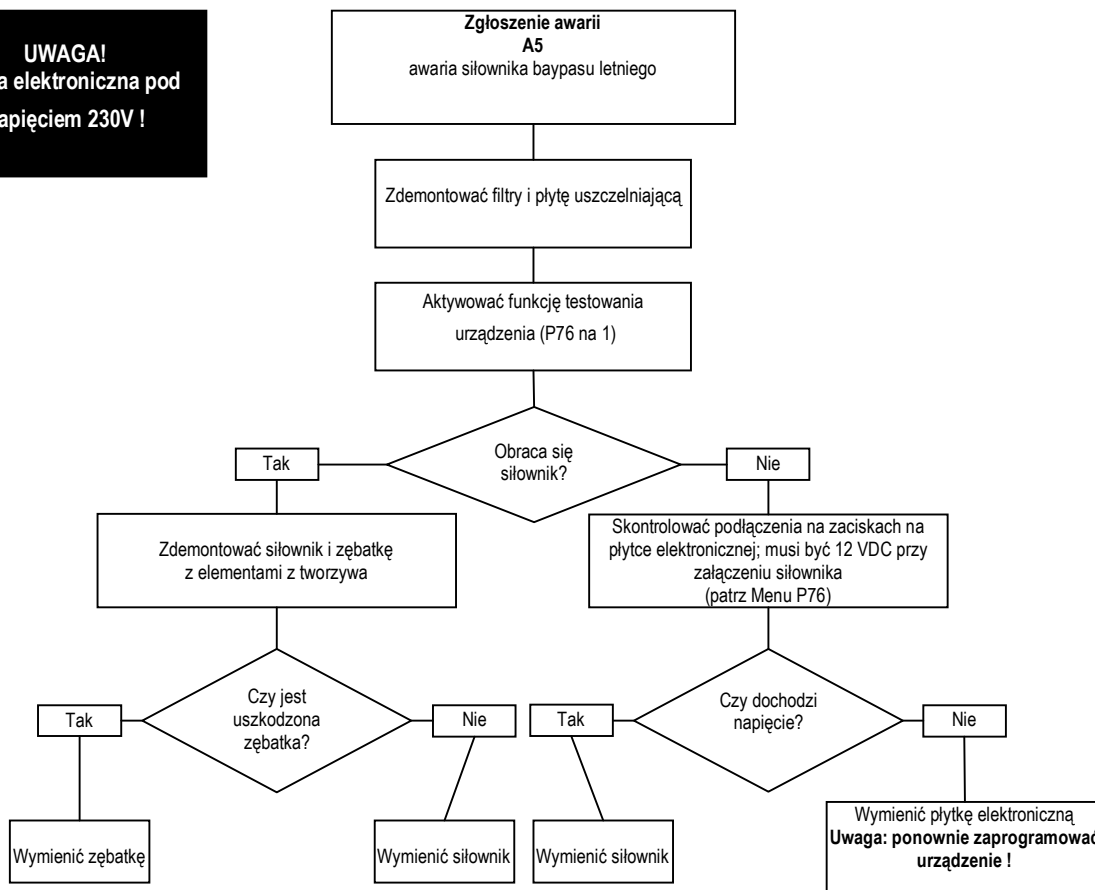 UWAGA!
a elektroniczna pod
apięciem 230V !
Zgłoszenie awarii
A5
awaria siłownika baypasu letniego
Zdemontować filtry i płytę uszczelniającą
Aktywować funkcję testowania
urządzenia (P76 na 1)
Obraca się
siłownik?
Tak
Nie
Zdemontować siłownik i zębatkę
z elementami z tworzywa
Skontrolować podłączenia na zaciskach na
płytce elektronicznej; musi być 12 VDC przy
załączeniu siłownika
(patrz Menu P76)
Czy jest
uszkodzona
zębatka?
Czy dochodzi
napięcie?
Tak
Nie
Tak
Nie
Wymienić zębatkę
Wymienić siłownik
Wymienić siłownik
Wymienić płytkę elektroniczną
Uwaga: ponownie zaprogramować
urządzenie !